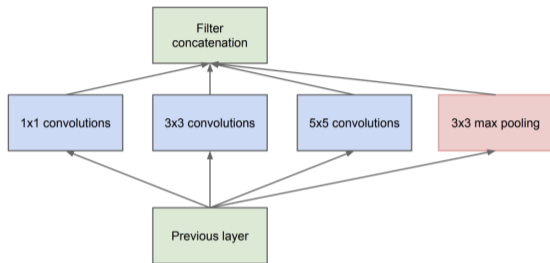 Filter
concatenation
1x1 convolutions
3x3 convolutions
5x5 convolutions
3x3 max pooling
Previous layer